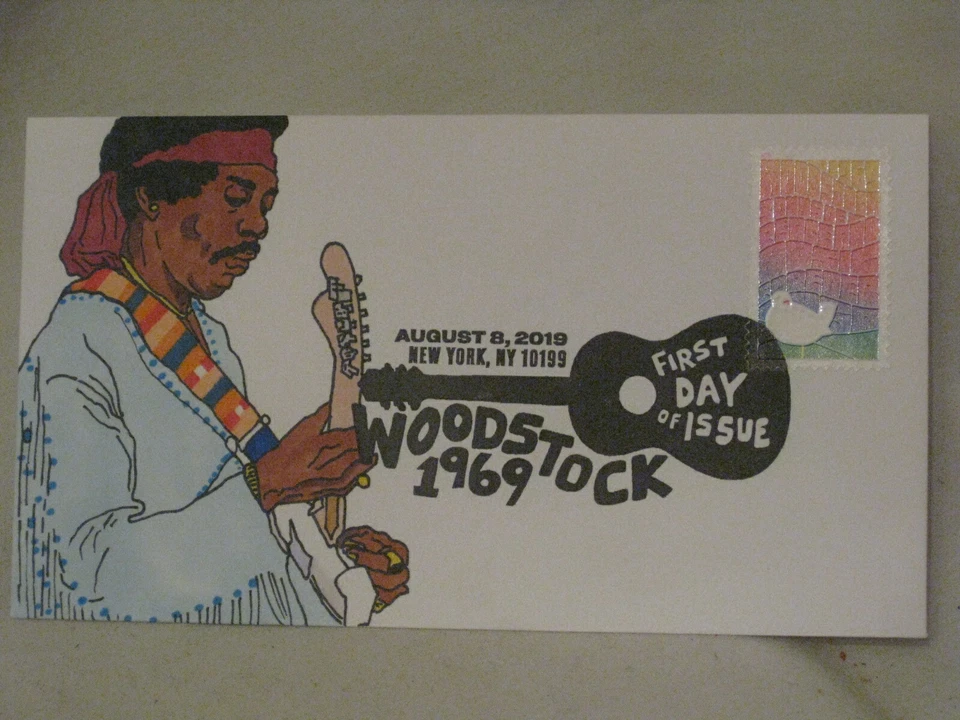 AUGUST 8, 2019
NEW YORK, NY 10199
FIRST
DAY
OF ISSUE
WOODSTOCK
1969